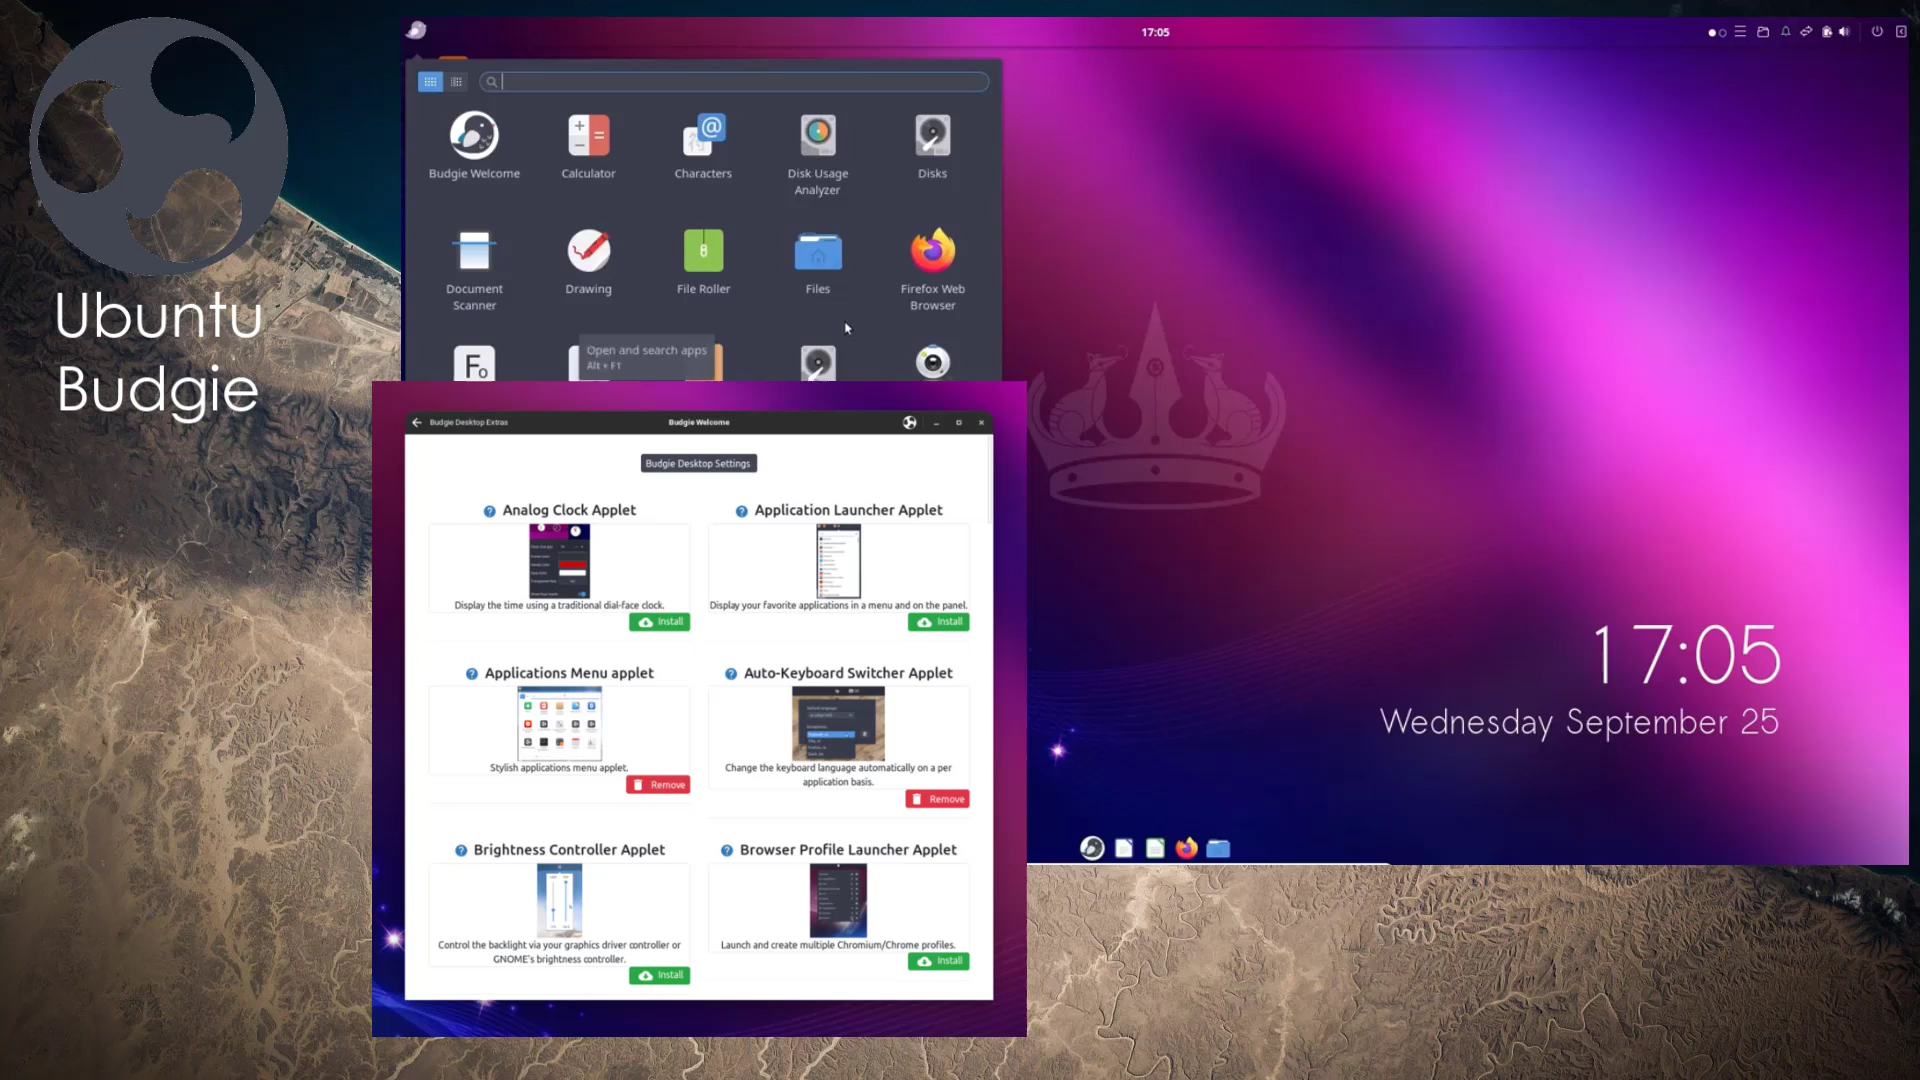 Ubuntu
Budgie
17:05
Budgie Welcome
Calculator
Characters
Disk Usage
Analyzer
Disks
Document
Scanner
Drawing
File Roller
Files
Firefox Web
Browser
Fo
Open and search apps
Alt + F1
Budgie Desktop Extras
Budgie Welcome
Budgie Desktop Settings
Analog Clock Applet
Display the time using a traditional dial-face clock.
Install
Application Launcher Applet
Display your favorite applications in a menu and on the panel.
Install
Applications Menu applet
Stylish applications menu applet.
Remove
Auto-Keyboard Switcher Applet
Change the keyboard language automatically on a per
application basis.
Remove
Brightness Controller Applet
Control the backlight via your graphics driver controller or
GNOME's brightness controller.
Install
Browser Profile Launcher Applet
Launch and create multiple Chromium/Chrome profiles.
Install
17:05
Wednesday September 25